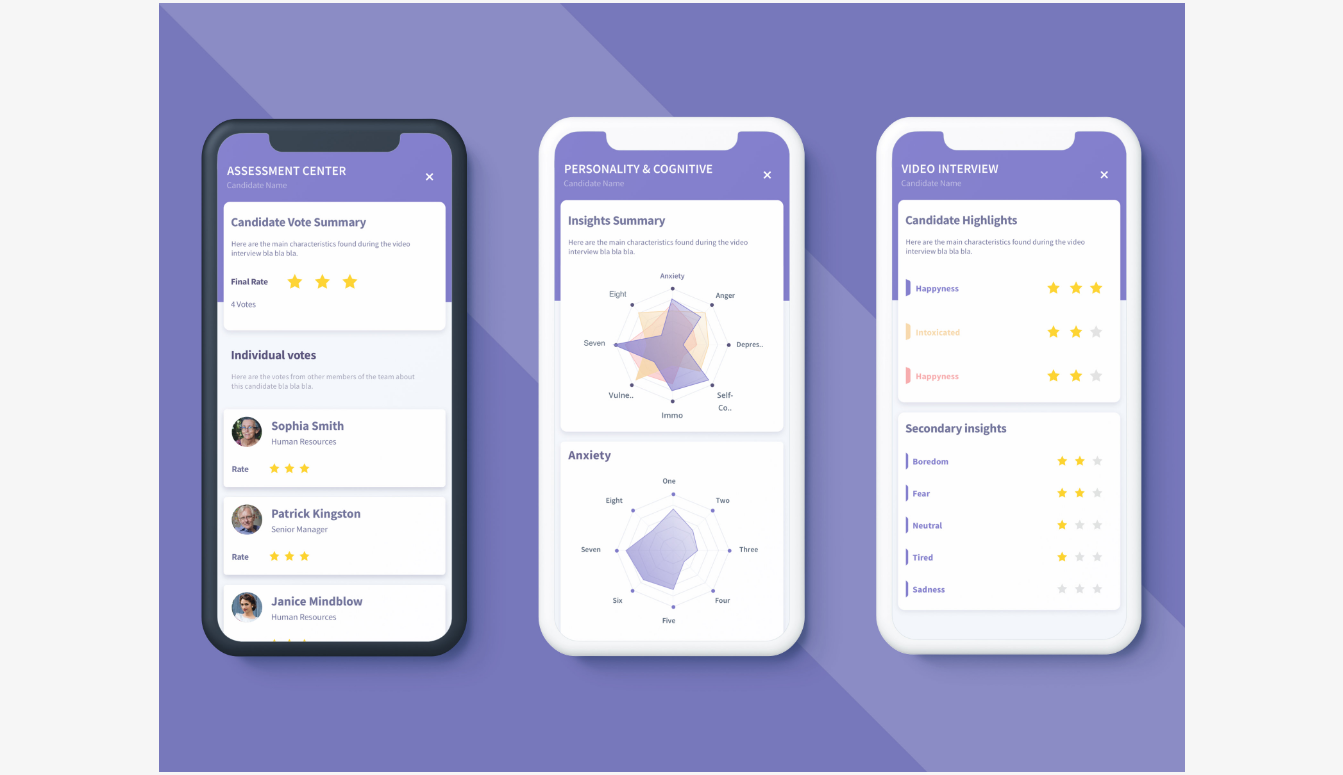 ASSESSMENT CENTER
Candidate Name
Candidate Vote Summary
Here are the main characteristics found during the video
interview bla bla bla.
Final Rate
4 Votes
Individual votes
Here are the votes from other members of the team about
this candidate bla bla bla.
Sophia Smith
Human Resources
Rate
Patrick Kingston
Senior Manager
Rate
Janice Mindblow
Human Resources
PERSONALITY & COGNITIVE
Candidate Name
Insights Summary
Here are the main characteristics found during the video
interview bla bla bla.
Anxiety
Eight
Anger
Seven
Depres..
Vulne..
Self-
Co..
Immo
Anxiety
One
Eight
Two
Seven
Three
Six
Four
Five
VIDEO INTERVIEW
Candidate Name
Candidate Highlights
Here are the main characteristics found during the video
interview bla bla bla.
Happyness
Intoxicated
Happyness
Secondary insights
Boredom
Fear
Neutral
Tired
Sadness